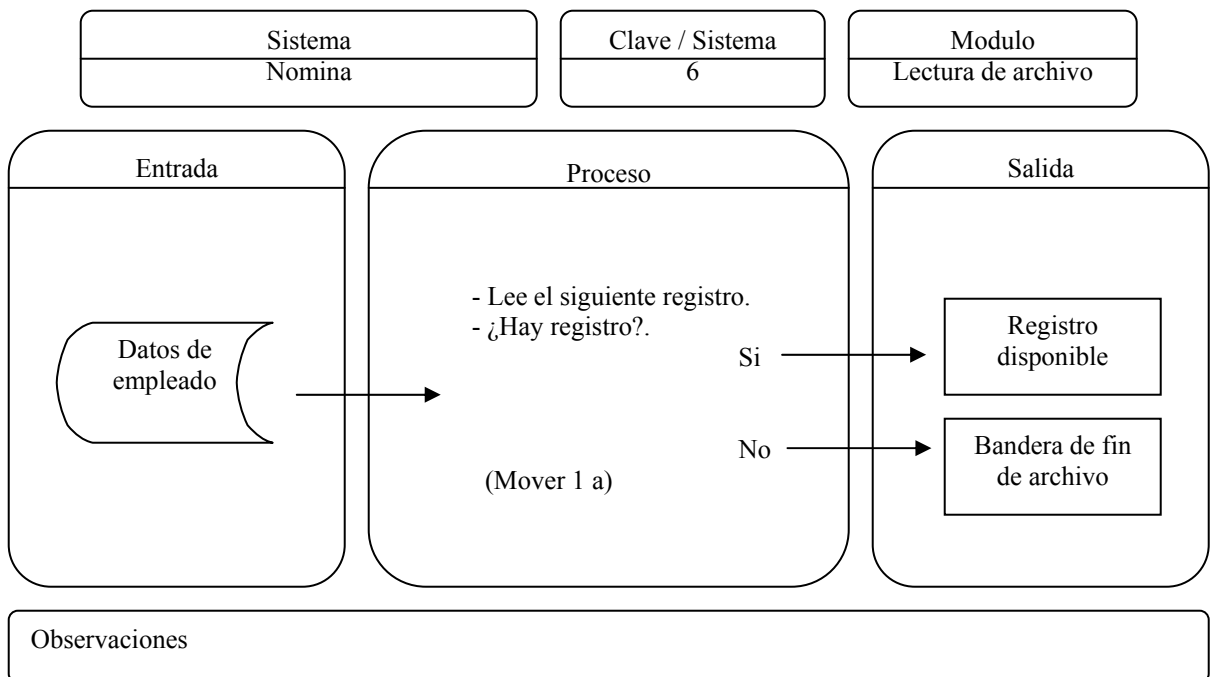 Sistema
Nomina
Clave / Sistema
6
Modulo
Lectura de archivo
Entrada
Datos de
empleado
Proceso
- Lee el siguiente registro.
- ¿Hay registro?.
Si
No
(Mover 1 a)
Salida
Registro
disponible
Bandera de fin
de archivo
Observaciones